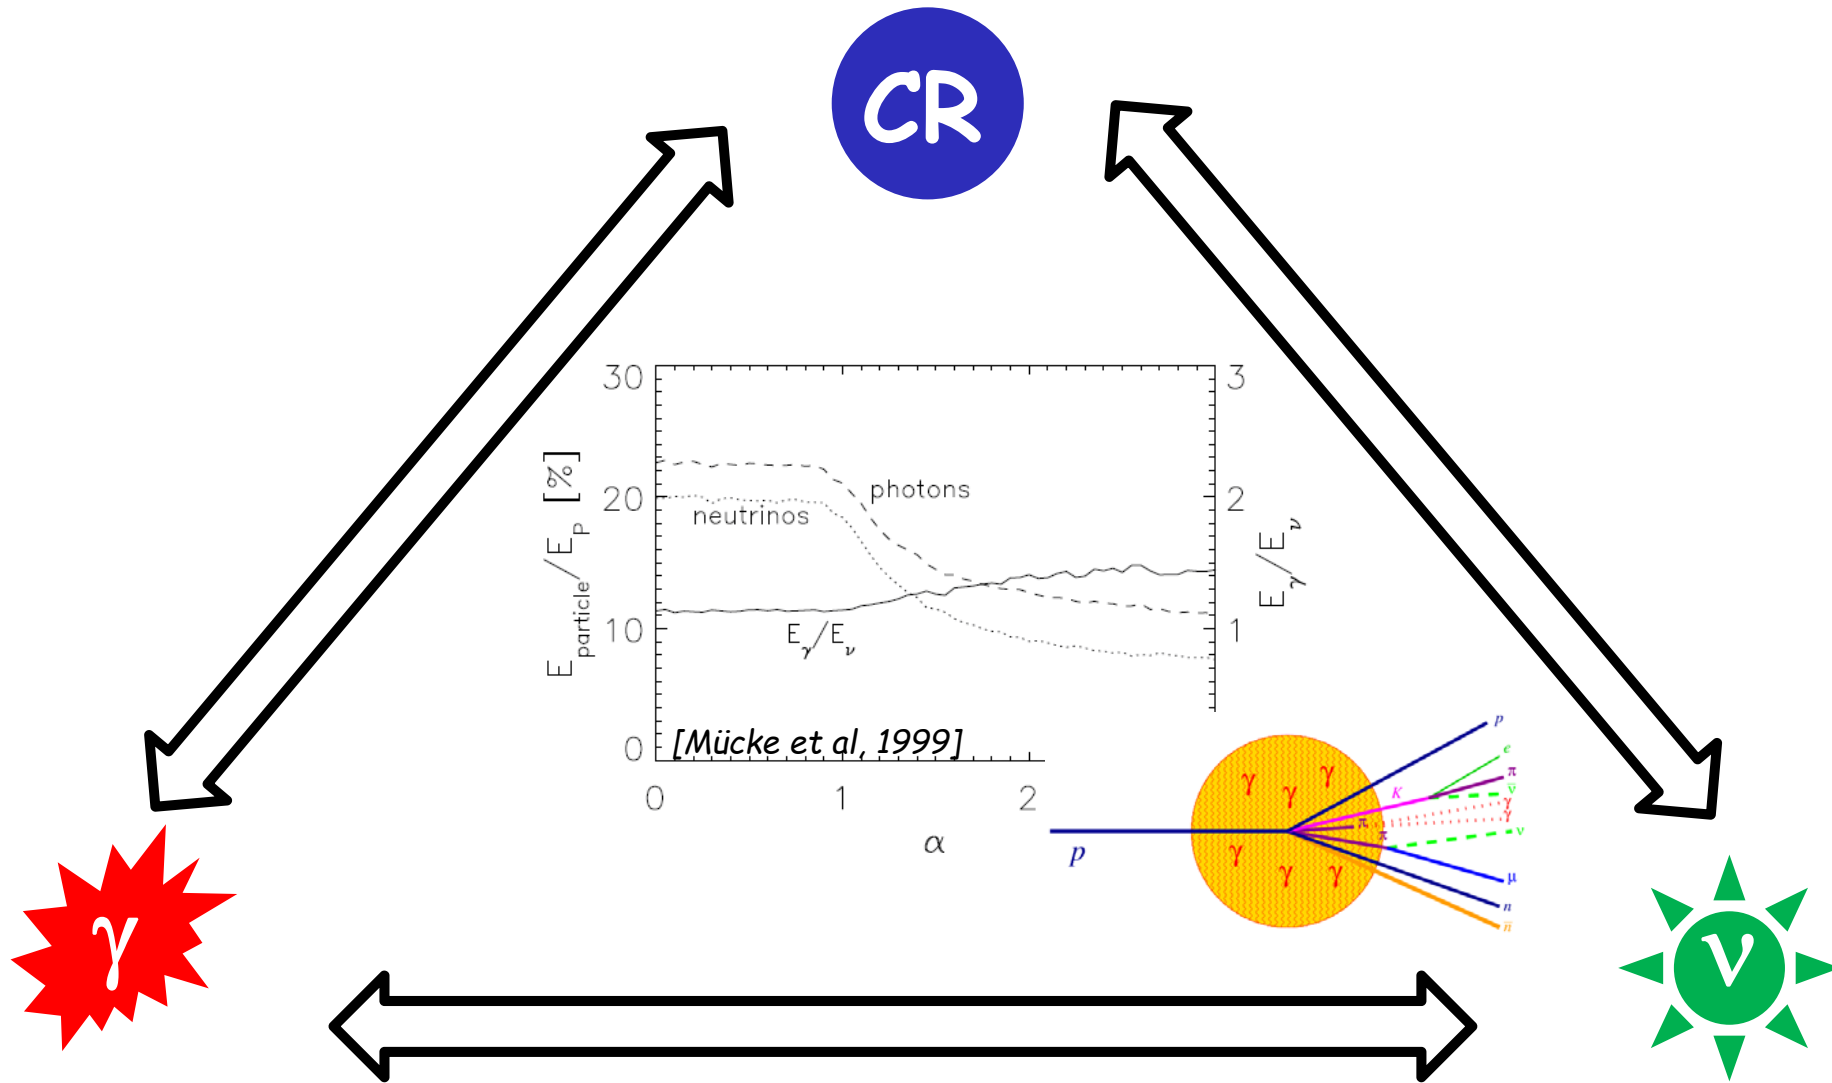 CR
30
3
E_particle/E_P [%]
20
photons
2
neutrinos
E_γ/E_ν
10
E_γ/E_ν
1
0
[Mücke et al, 1999]
0
1
2
α
p
e
π
ν̅
K
γ
γ
π
π
ν
μ
n
n̅
γ
γ
γ
γ
γ
γ
p
γ
ν